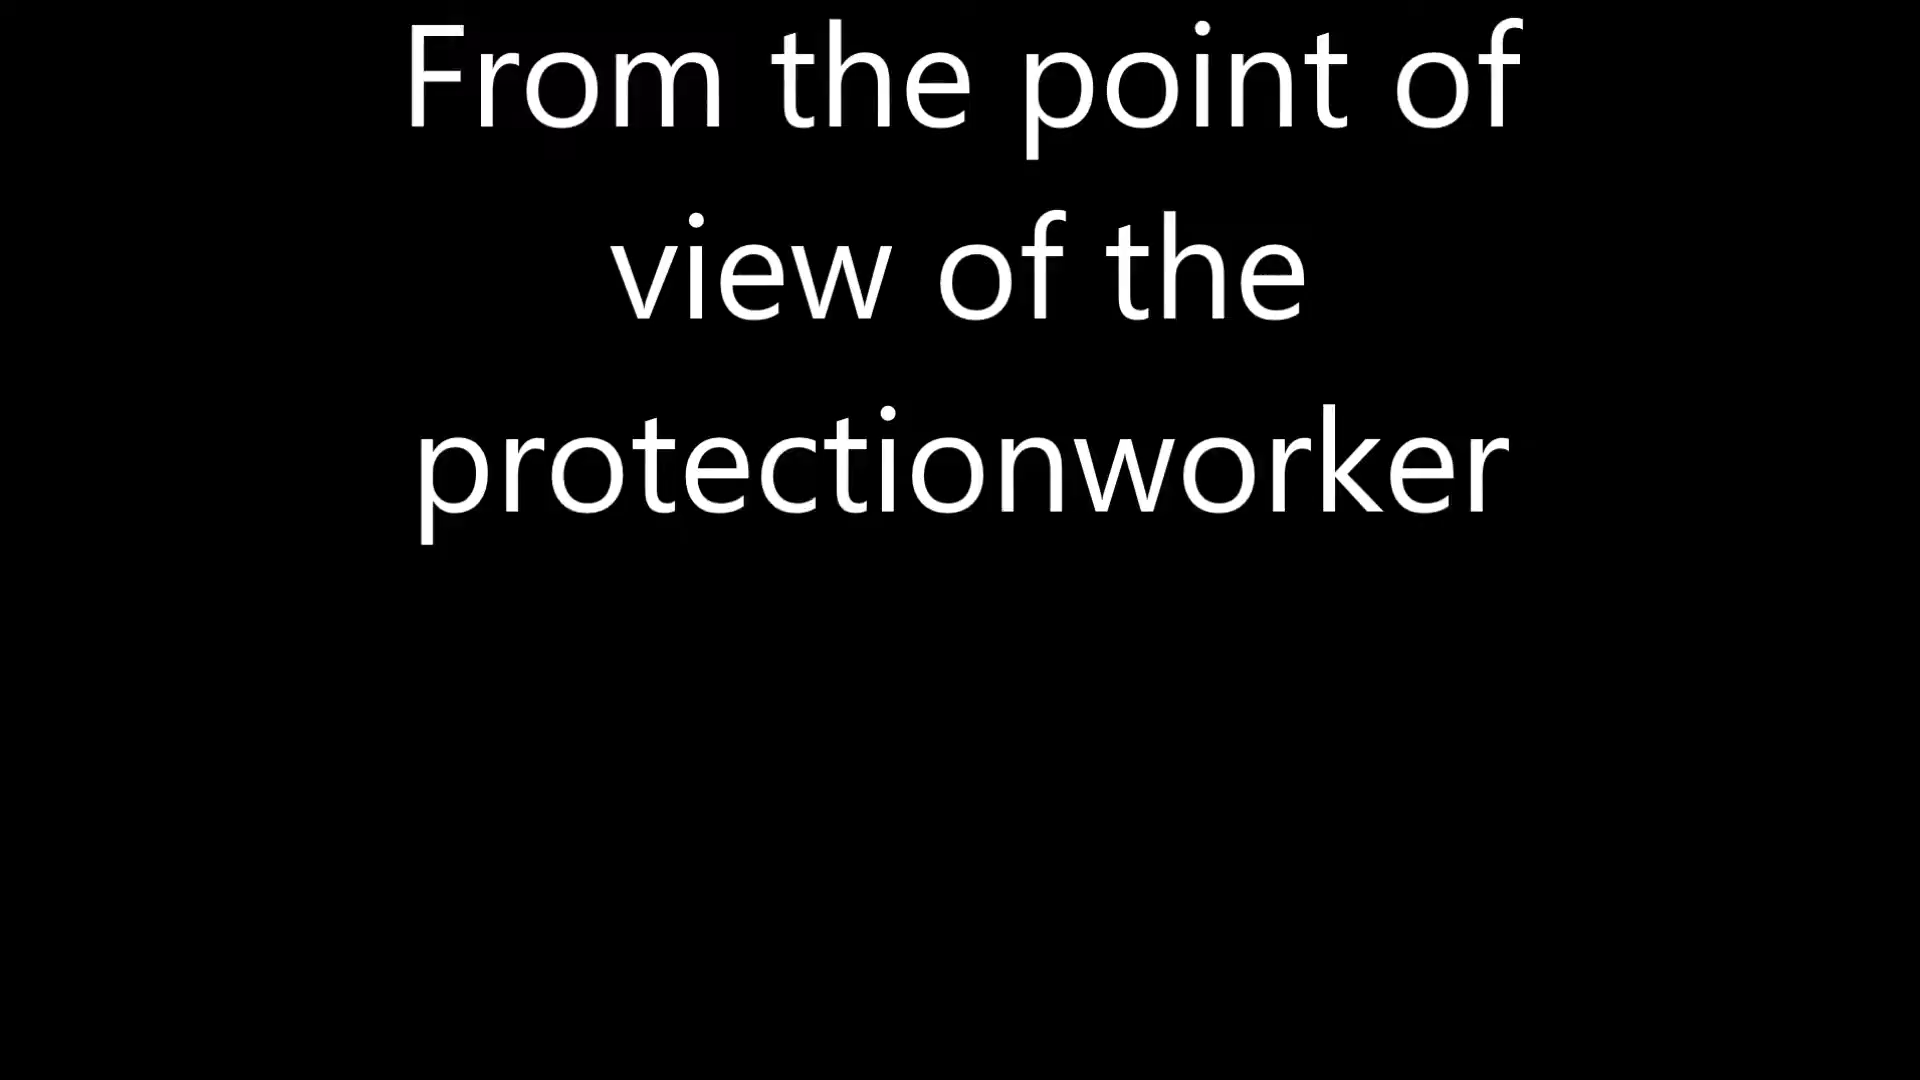 From the point of
view of the
protectionworker